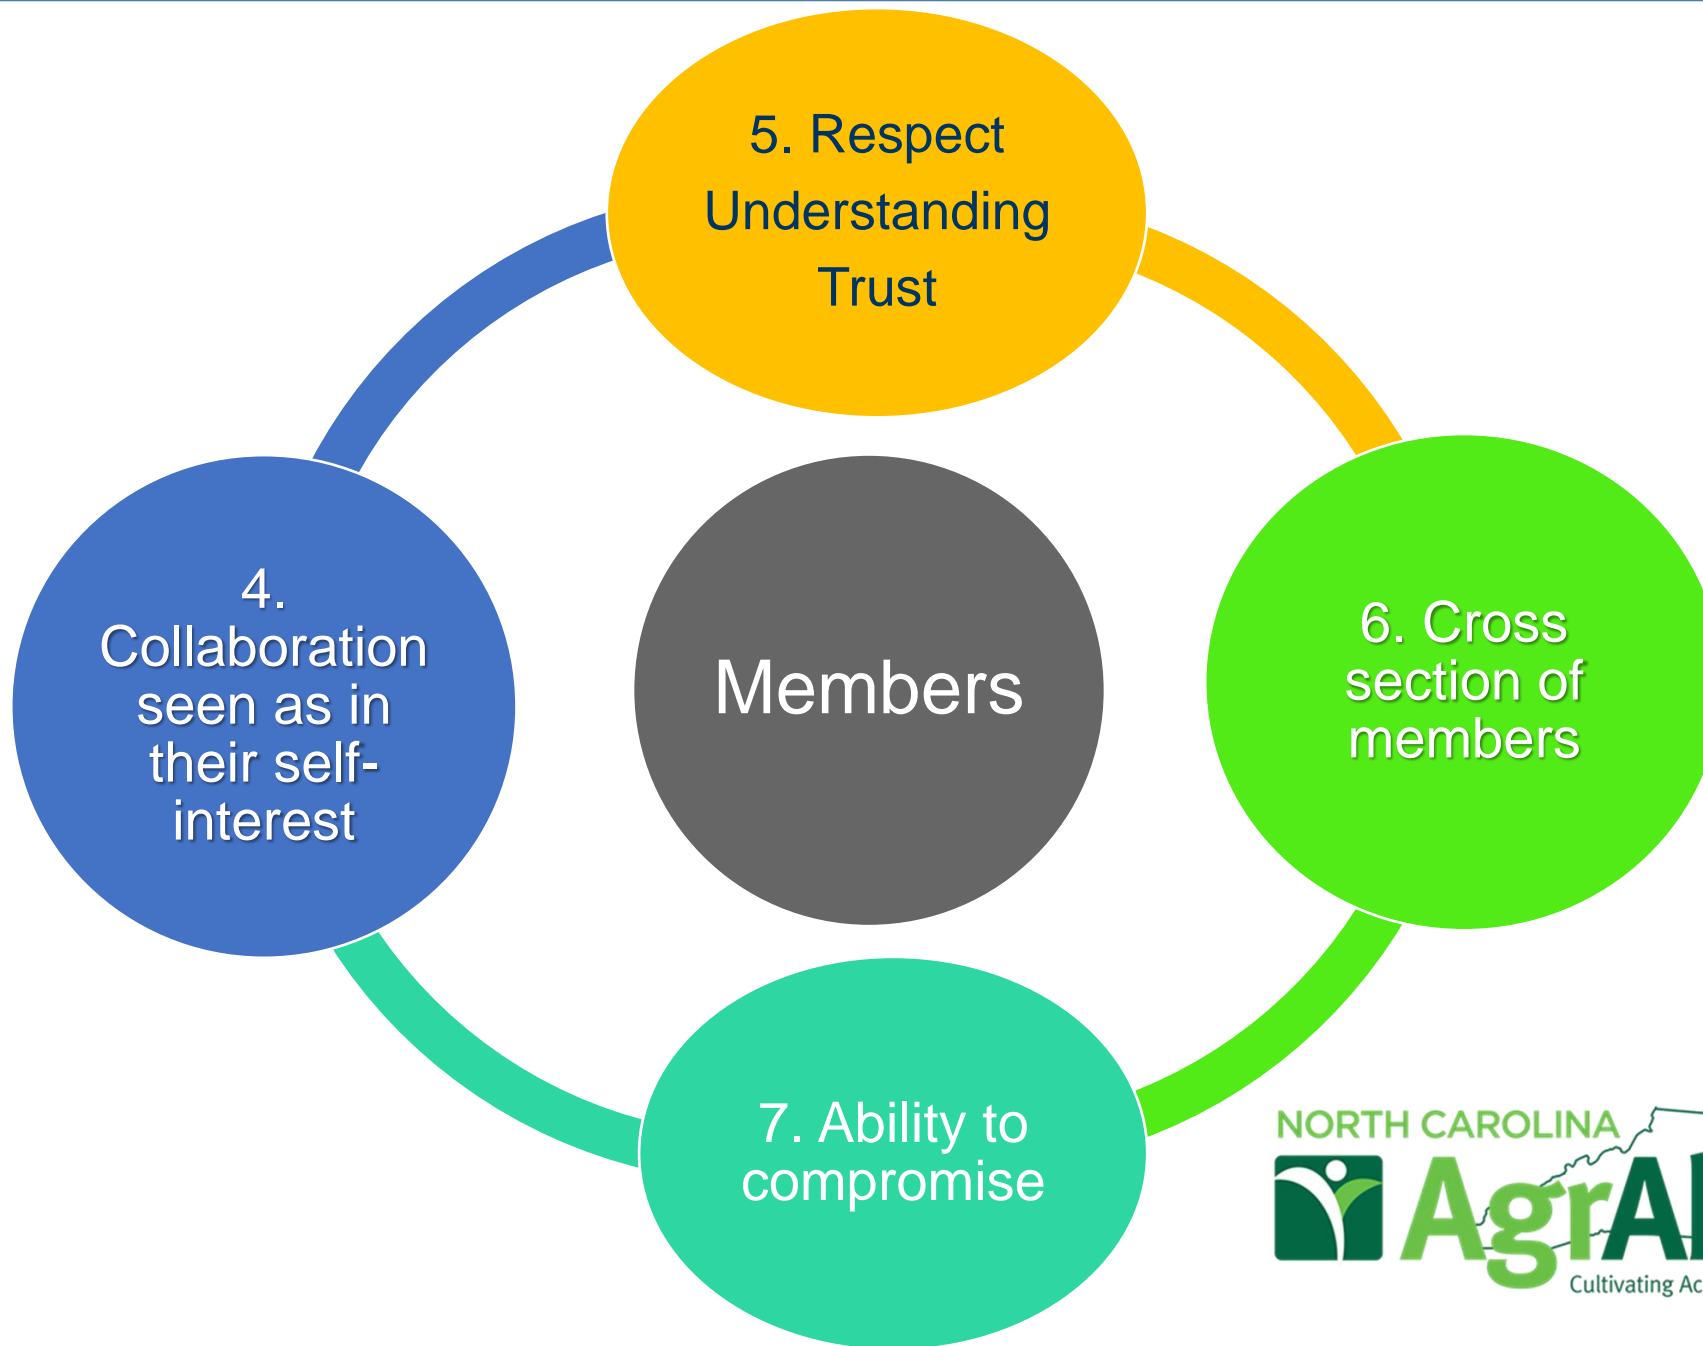 5. Respect
Understanding
Trust
4.
Collaboration
seen as in
their self-
interest
Members
6. Cross
section of
members
7. Ability to
compromise
NORTH CAROLINA
Cultivating